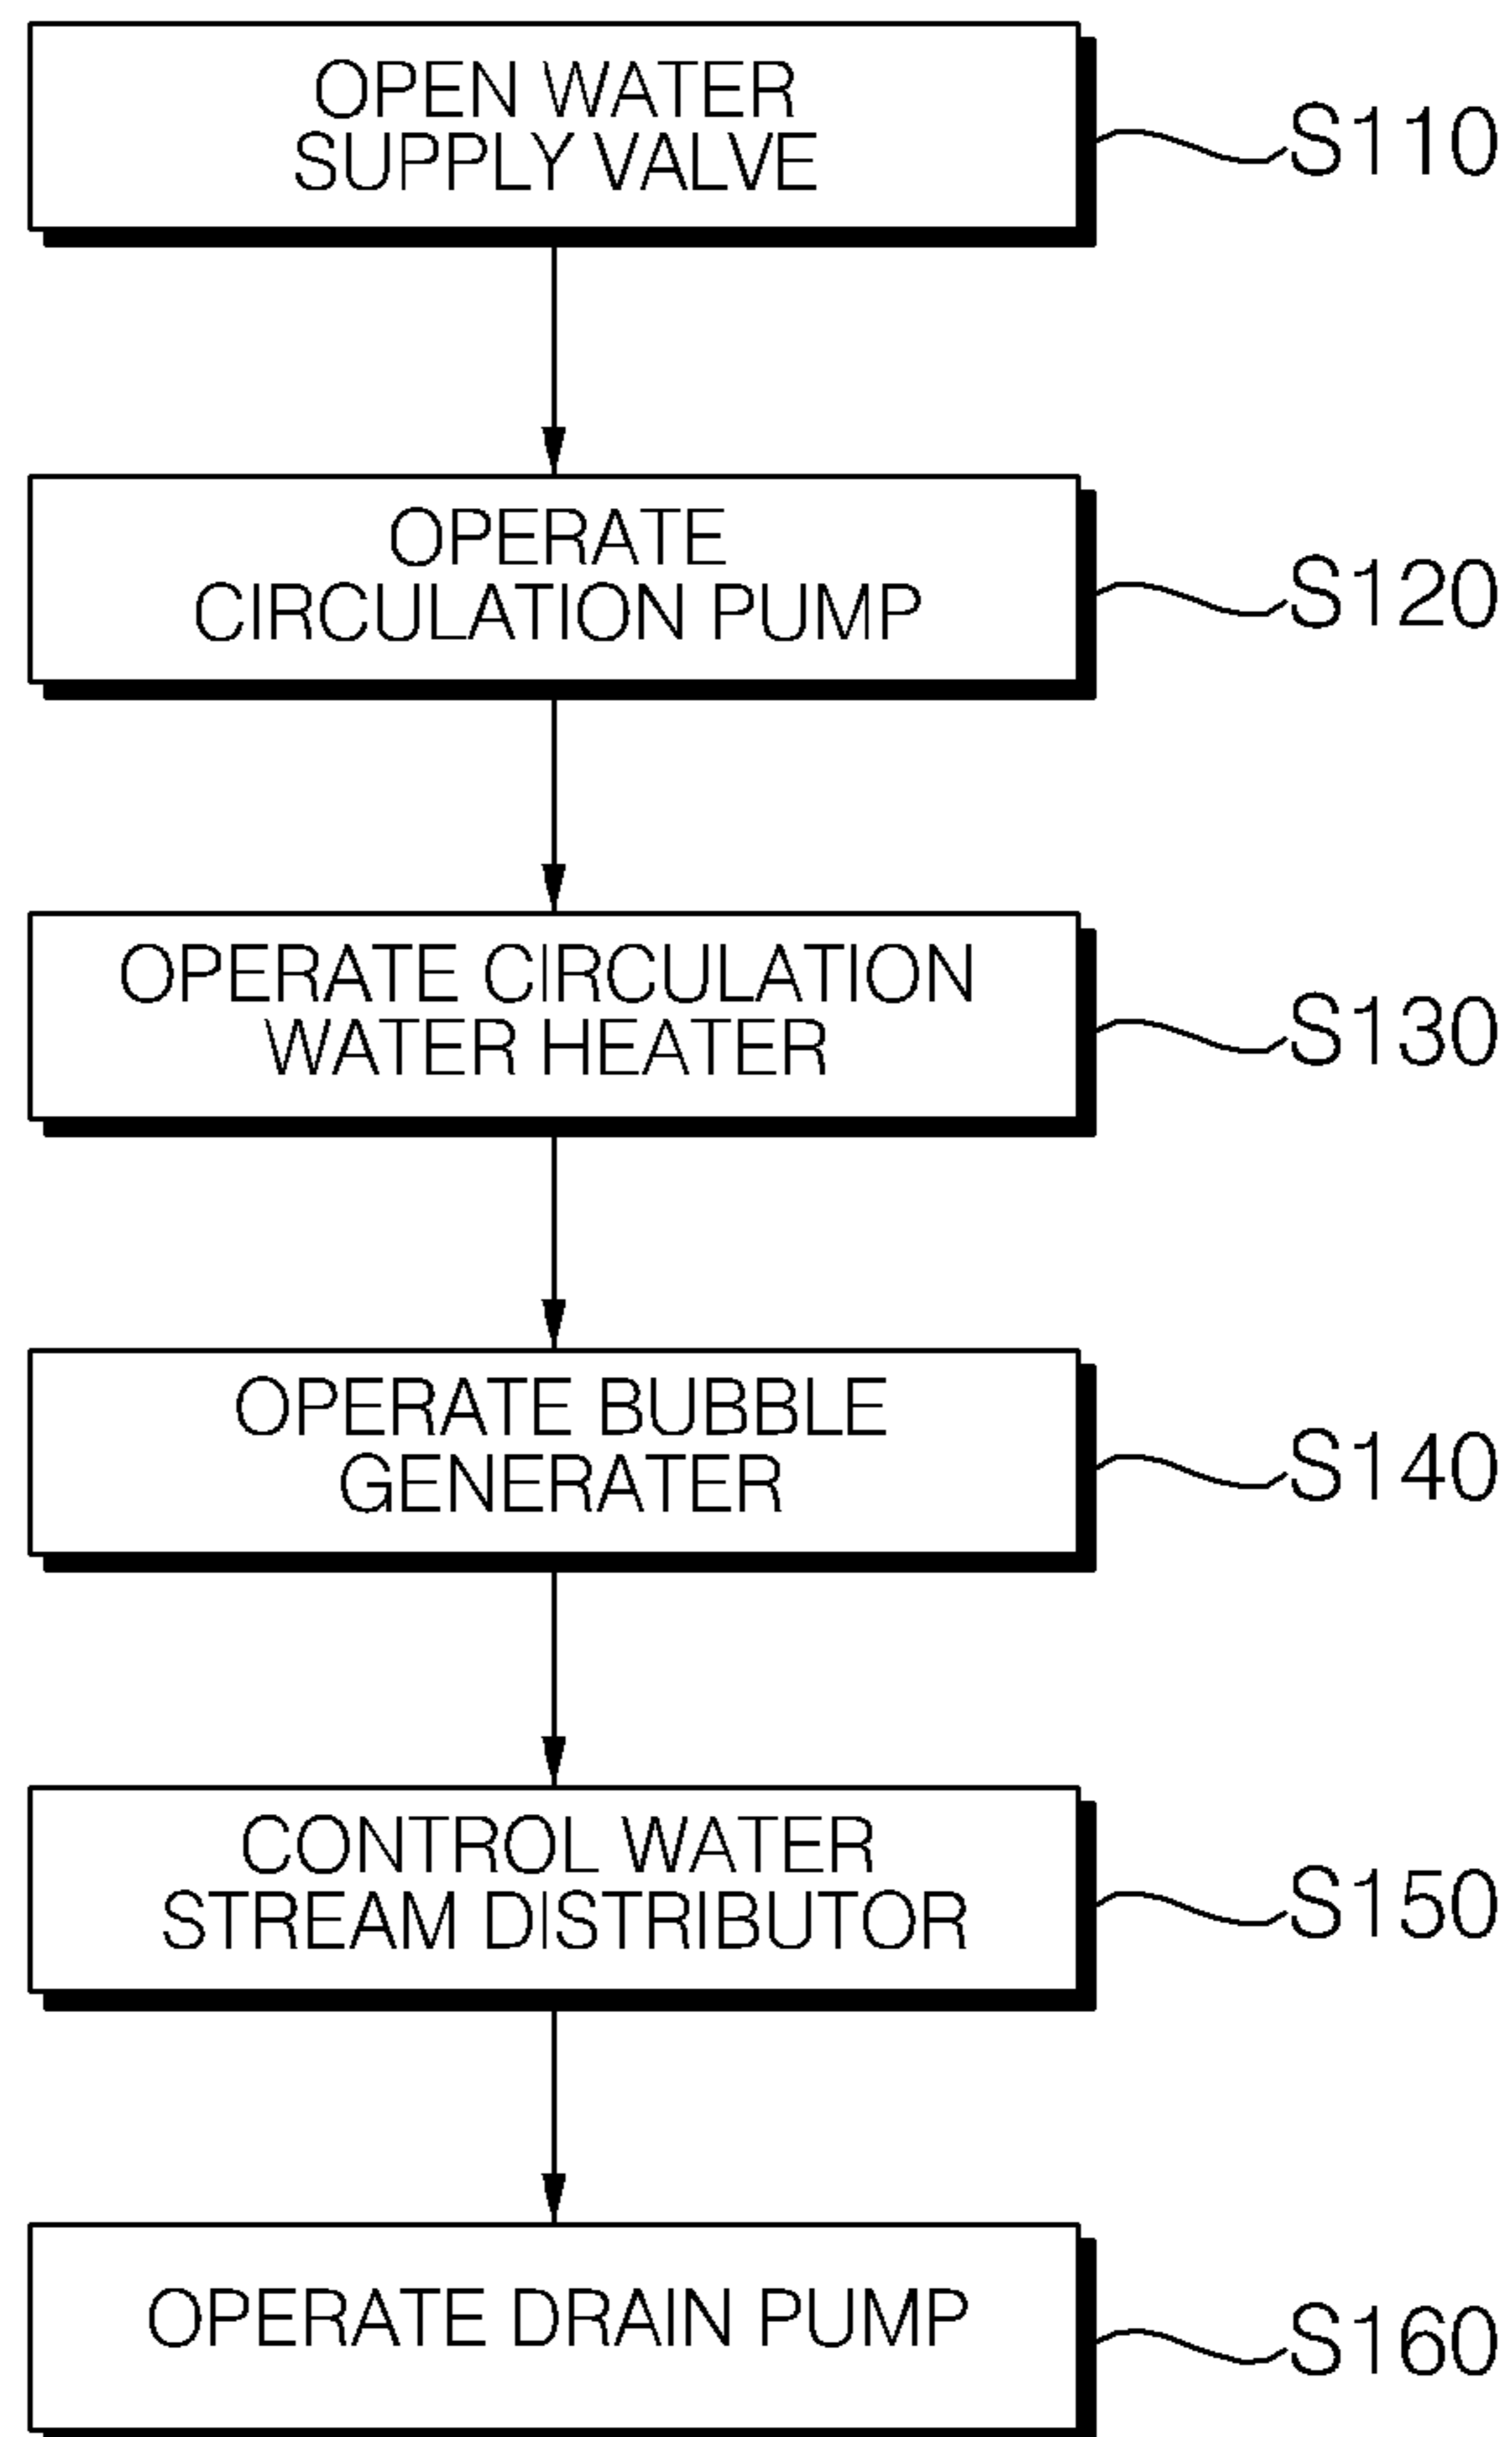 OPEN WATER
SUPPLY VALVE
S110
OPERATE
CIRCULATION PUMP
S120
OPERATE CIRCULATION
WATER HEATER
S130
OPERATE BUBBLE
GENERATER
S140
CONTROL WATER
STREAM DISTRIBUTOR
S150
OPERATE DRAIN PUMP
S160